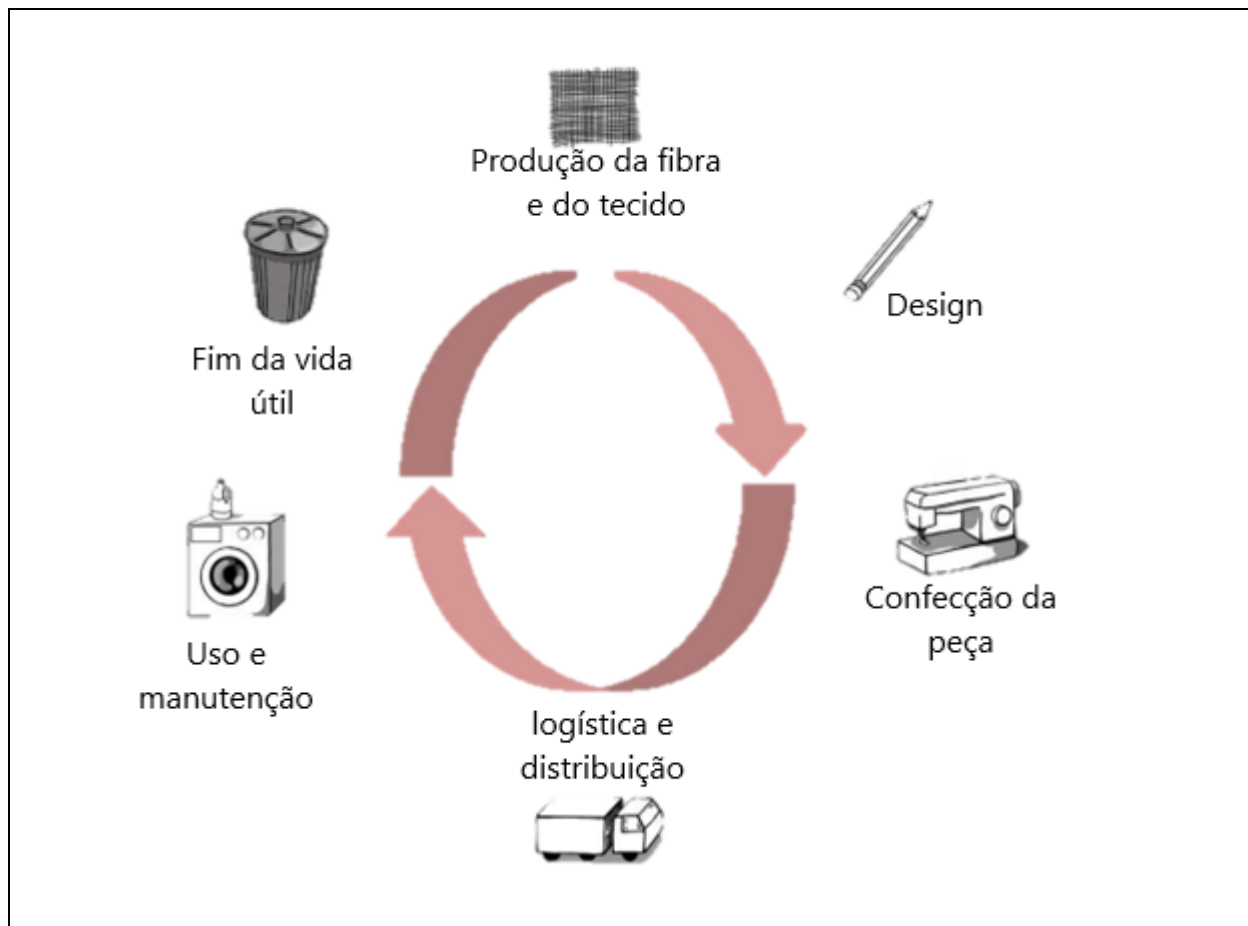 Produção da fibra
e do tecido
Design
Confecção da
peça
logística e
distribuição
Uso e
manutenção
Fim da vida
útil